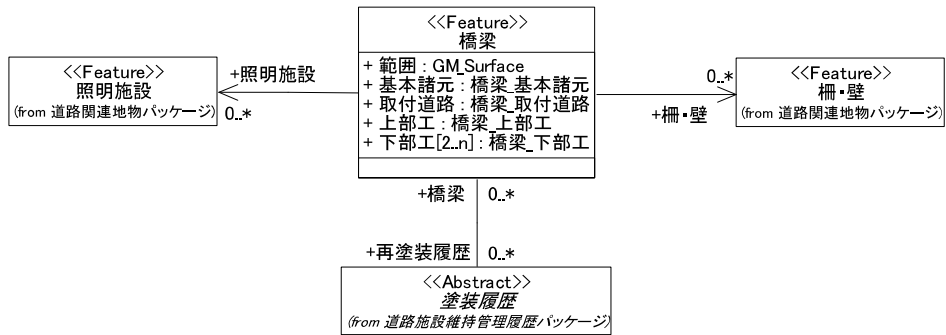 <<Feature>>
橋梁
+ 範囲 : GM_Surface
+ 基本諸元 : 橋梁_基本諸元
+ 取付道路 : 橋梁_取付道路
+ 上部工 : 橋梁_上部工
+ 下部工[2..n] : 橋梁_下部工
<<Feature>>
照明施設
(from 道路関連地物パッケージ)
+照明施設
0..*
0..*
+柵・壁
<<Feature>>
柵・壁
(from 道路関連地物パッケージ)
+橋梁
0..*
+再塗装履歴
0..*
<<Abstract>>
塗装履歴
(from 道路施設維持管理履歴パッケージ)